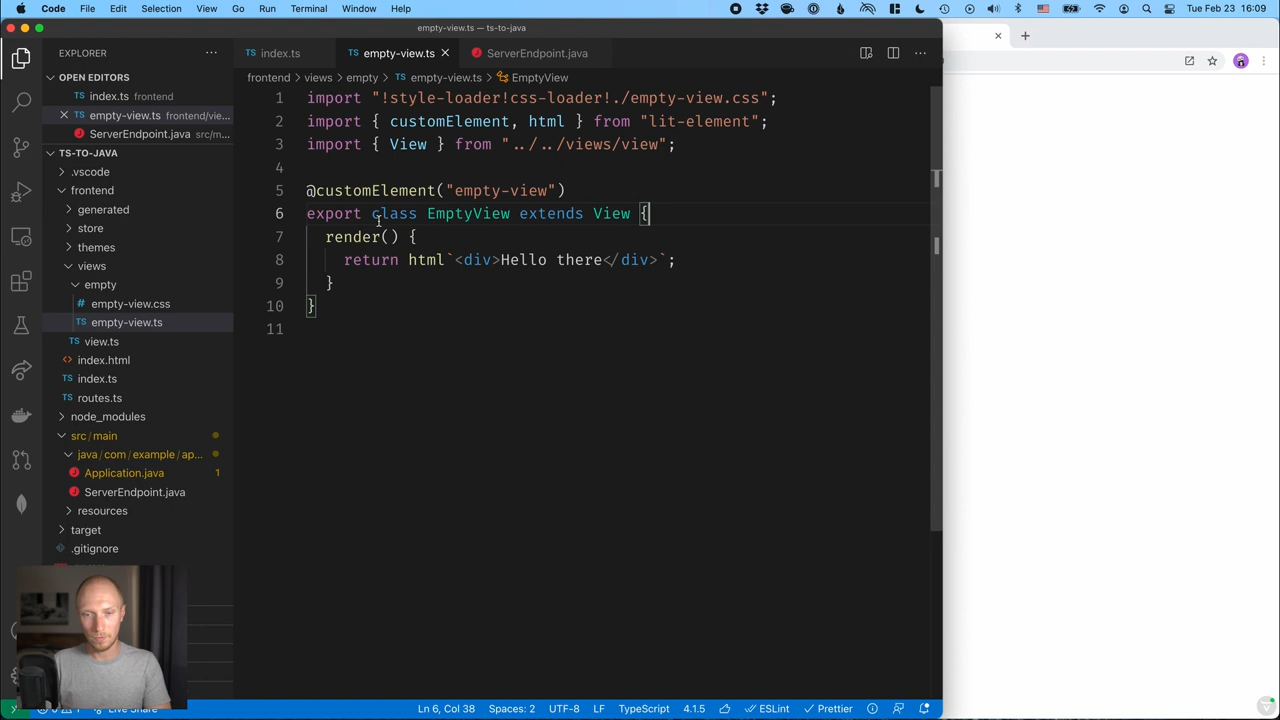 Code File Edit Selection View Go Run Terminal Window Help Tue Feb 23 16:09
empty-view.ts — ts-to-java
EXPLORER
TS index.ts
TS empty-view.ts
ServerEndpoint.java
frontend > views > empty > TS empty-view.ts > EmptyView
OPEN EDITORS
TS index.ts frontend
TS empty-view.ts frontend/vie...
ServerEndpoint.java src/m...
TS-TO-JAVA
.vscode
frontend
generated
store
themes
views
empty
# empty-view.css
TS empty-view.ts
TS view.ts
<> index.html
TS index.ts
TS routes.ts
node_modules
src/main
java/com/example/ap...
Application.java 1
ServerEndpoint.java
resources
target
.gitignore
1 import "!style-loader!css-loader!./empty-view.css";
2 import { customElement, html } from "lit-element";
3 import { View } from "../../views/view";
4
5 @customElement("empty-view")
6 export class EmptyView extends View {
7 render() {
8 return html`<div>Hello there</div>`;
9 }
10 }
11
Live Share Ln 6, Col 38 Spaces: 2 UTF-8 LF TypeScript 4.1.5 ESLint Prettier